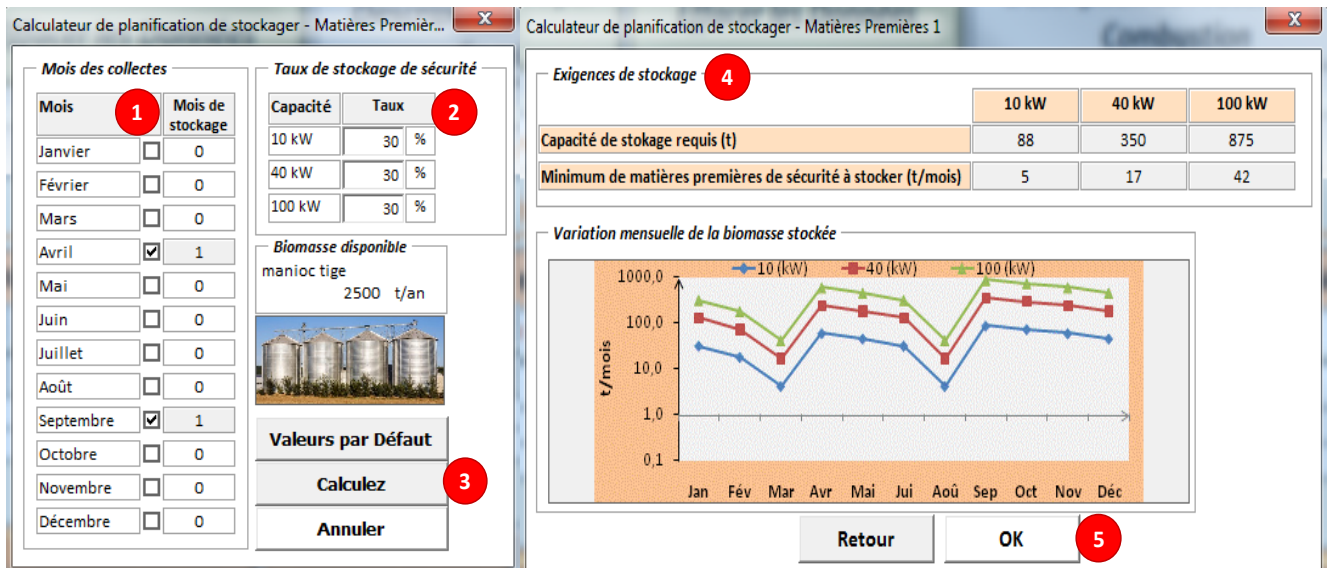 Calculateur de planification de stockager - Matières Premièr...
Mois des collectes
Mois
1
Mois de
stockage
Janvier 0
Février 0
Mars 0
Avril 1
Mai 0
Juin 0
Juillet 0
Août 0
Septembre 1
Octobre 0
Novembre 0
Décembre 0
Taux de stockage de sécurité
Capacité Taux
2
10 kW 30 %
40 kW 30 %
100 kW 30 %
Biomasse disponible
manioc tige
2500 t/an
Valeurs par Défaut
Calculez
3
Annuler
Calculateur de planification de stockager - Matières Premières 1
Combustion
Exigences de stockage
4
10 kW 40 kW 100 kW
Capacité de stokage requis (t) 88 350 875
Minimum de matières premières de sécurité à stocker (t/mois) 5 17 42
Variation mensuelle de la biomasse stockée
10 (kW) 40 (kW) 100 (kW)
1000,0
100,0
10,0
1,0
0,1
t/mois
Jan Fév Mar Avr Mai Jui Aoû Sep Oct Nov Déc
Retour
OK
5